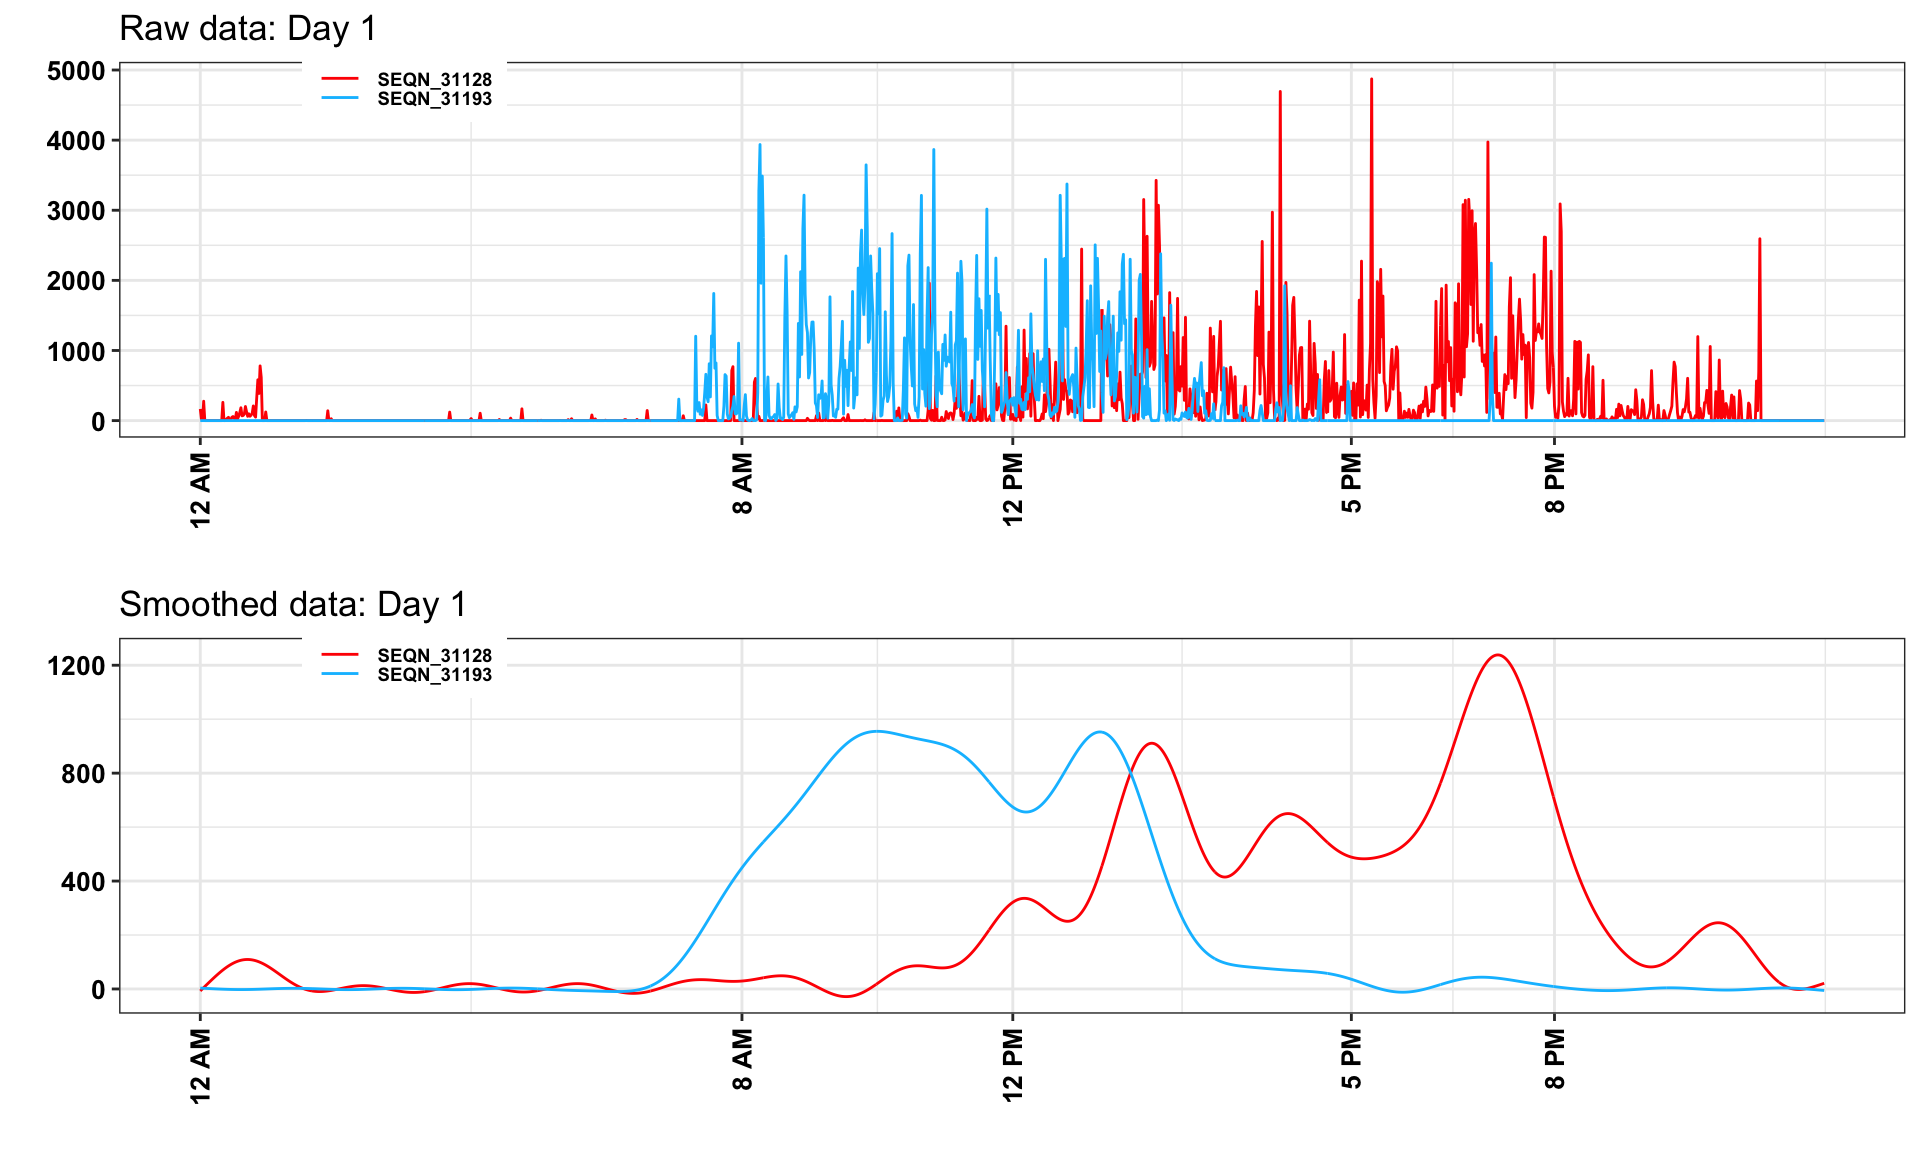 Raw data: Day 1
SEQN_31128
SEQN_31193
5000
4000
3000
2000
1000
0
12 AM
8 AM
12 PM
5 PM
8 PM
Smoothed data: Day 1
SEQN_31128
SEQN_31193
1200
800
400
0
12 AM
8 AM
12 PM
5 PM
8 PM